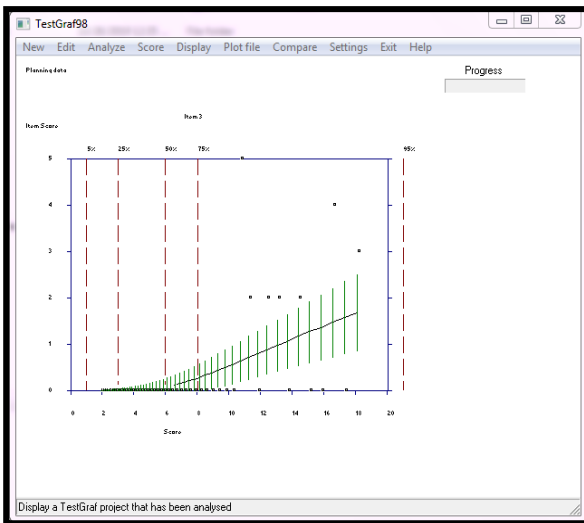 TestGraf98
New Edit Analyze Score Display Plot file Compare Settings Exit Help
Planning data
Progress
Item 3
Item Score
5% 25% 50% 75% 95%
5
4
3
2
1
0
0 2 4 6 8 10 12 14 16 18 20
Score
Display a TestGraf project that has been analysed